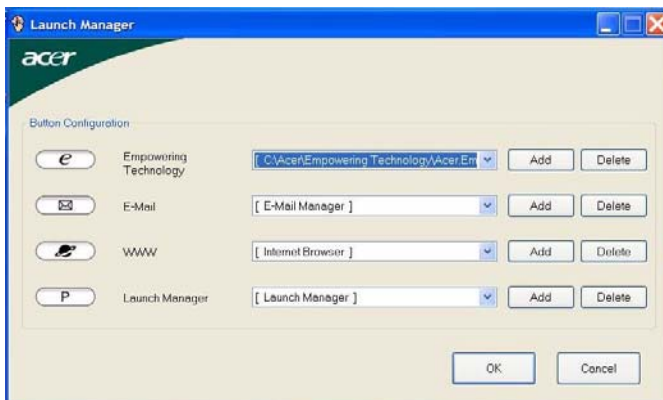 Launch Manager
acer
Button Configuration
e
Empowering
Technology
[ C:\Acer\Empowering Technology\Acer.Em
Add
Delete
E-Mail
[ E-Mail Manager ]
Add
Delete
WWW
[ Internet Browser ]
Add
Delete
P
Launch Manager
[ Launch Manager ]
Add
Delete
OK
Cancel